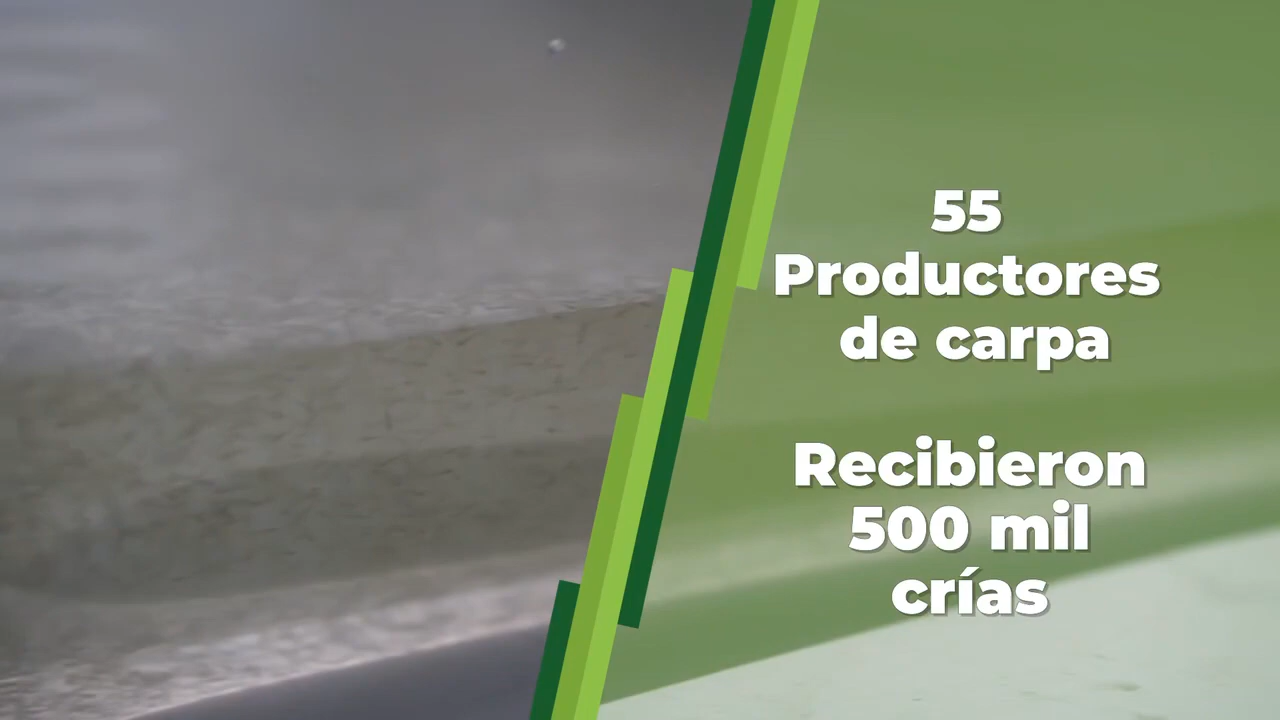 55
Productores
de carpa
Recibieron
500 mil
crías